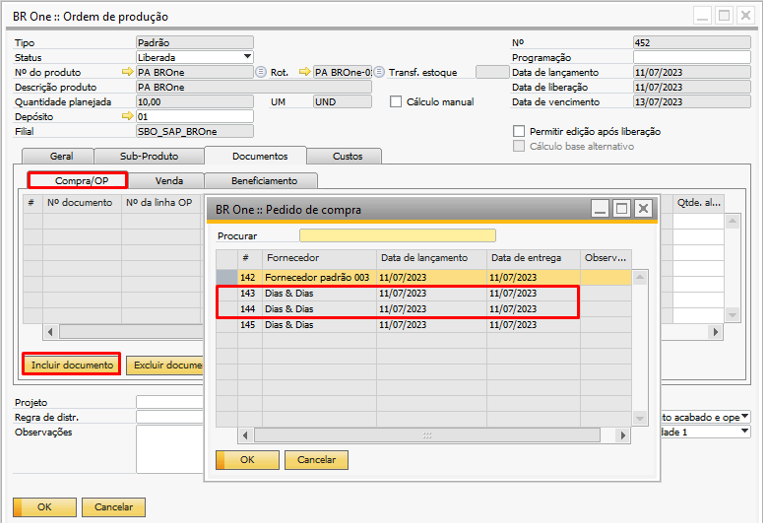 BR One :: Ordem de produção
Tipo Padrão Nº 452
Status Liberada Programação
Nº do produto PA BROne Rot. PA BROne-0 Transf. estoque Data de lançamento 11/07/2023
Descrição produto PA BROne Data de liberação 11/07/2023
Quantidade planejada 10,00 UM UND Cálculo manual Data de vencimento 13/07/2023
Depósito 01
Filial SBO_SAP_BROne Permitir edição após liberação
Cálculo base alternativo
Geral Sub-Produto Documentos Custos
Compra/OP Venda Beneficiamento
# Nº documento Nº da linha OP Qtde. al...
BR One :: Pedido de compra
Procurar
# Fornecedor Data de lançamento Data de entrega Observ...
142 Fornecedor padrão 003 11/07/2023 11/07/2023
143 Dias & Dias 11/07/2023 11/07/2023
144 Dias & Dias 11/07/2023 11/07/2023
145 Dias & Dias 11/07/2023 11/07/2023
OK Cancelar
Incluir documento Excluir docume
Projeto
Regra de distr. to acabado e ope
Observações dade 1
OK Cancelar